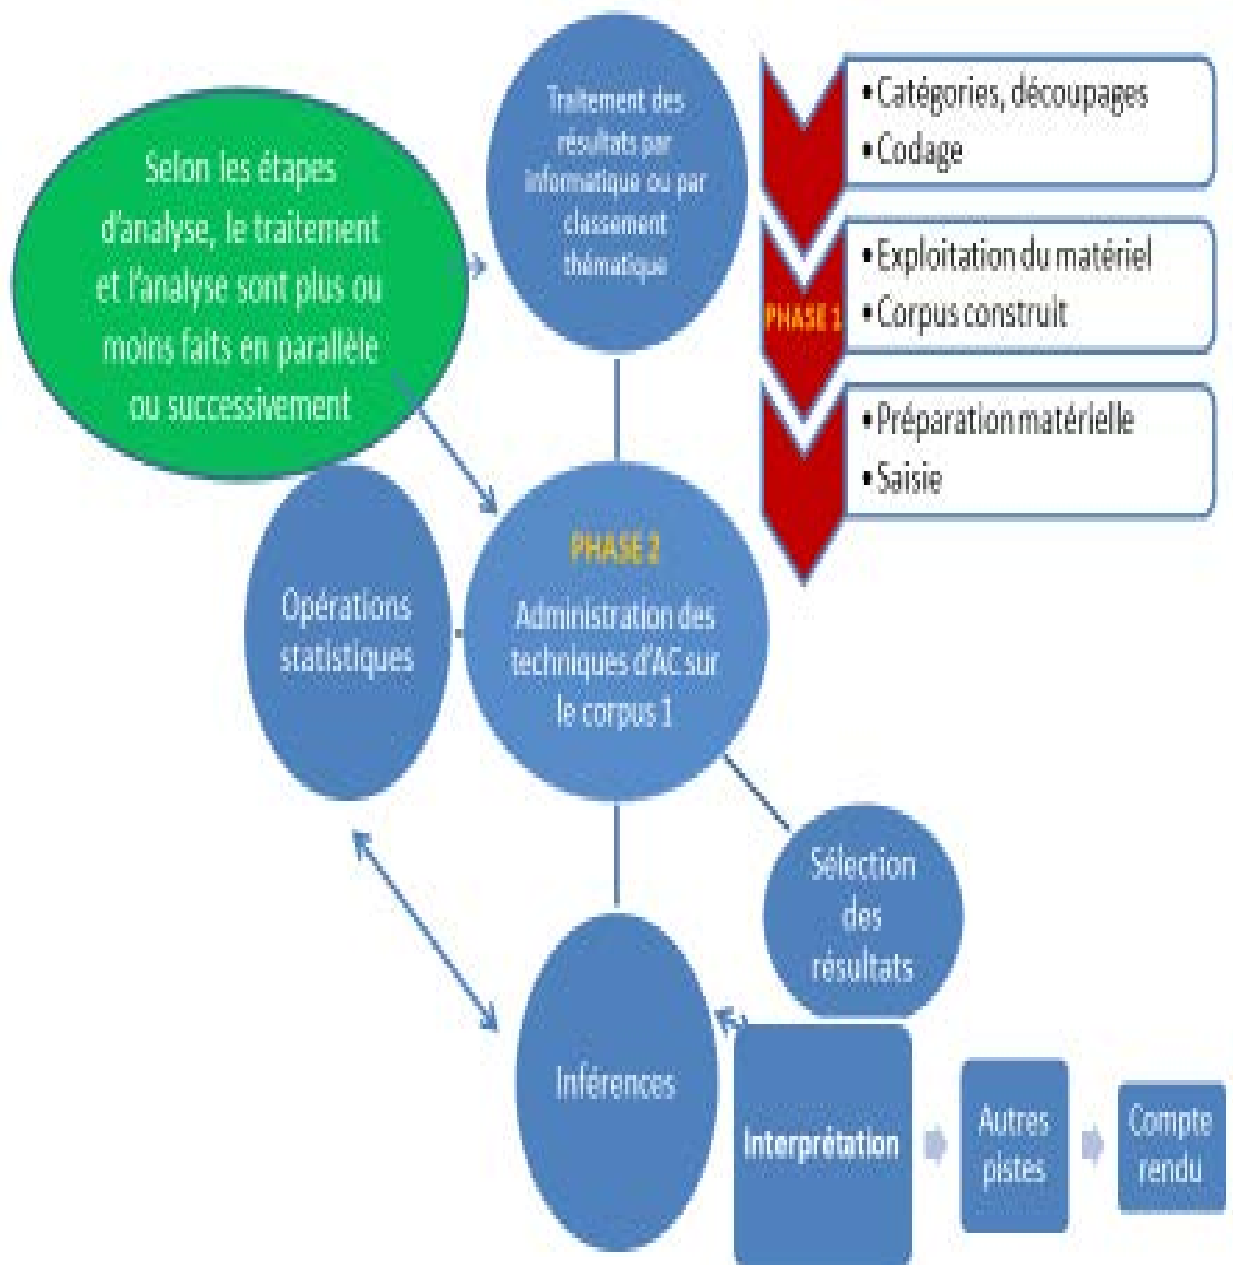 Traitement des
résultats par
informatique ou par
classement
thématique
Selon les étapes
d'analyse, le traitement
et l'analyse sont plus ou
moins faits en parallèle
ou successivement
•Catégories, découpages
•Codage
PHASE 1
•Exploitation du matériel
•Corpus construit
•Préparation matérielle
•Saisie
Opérations
statistiques
PHASE 2
Administration des
techniques d'AC sur
le corpus 1
Sélection
des
résultats
Inférences
Interprétation
Autres
pistes
Compte
rendu